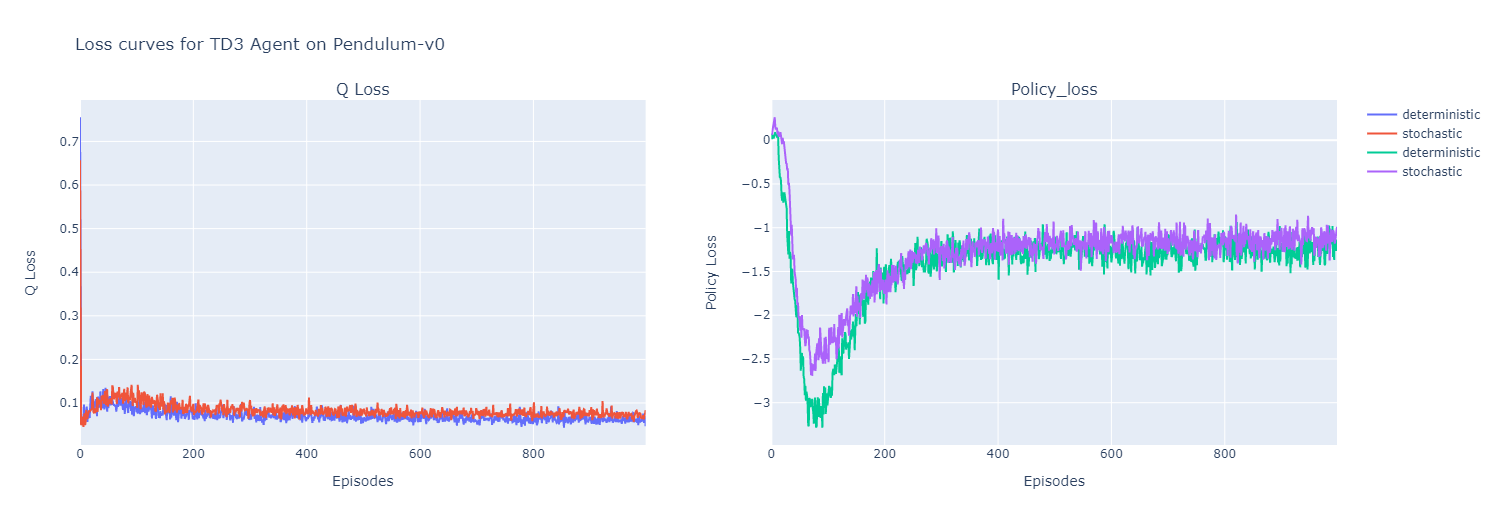 Loss curves for TD3 Agent on Pendulum-v0
Q Loss
0.7
0.6
0.5
0.4
0.3
0.2
0.1
Q Loss
0
200
400
600
800
Episodes
Policy_loss
0
−0.5
−1
−1.5
−2
−2.5
−3
Policy Loss
0
200
400
600
800
Episodes
deterministic
stochastic
deterministic
stochastic